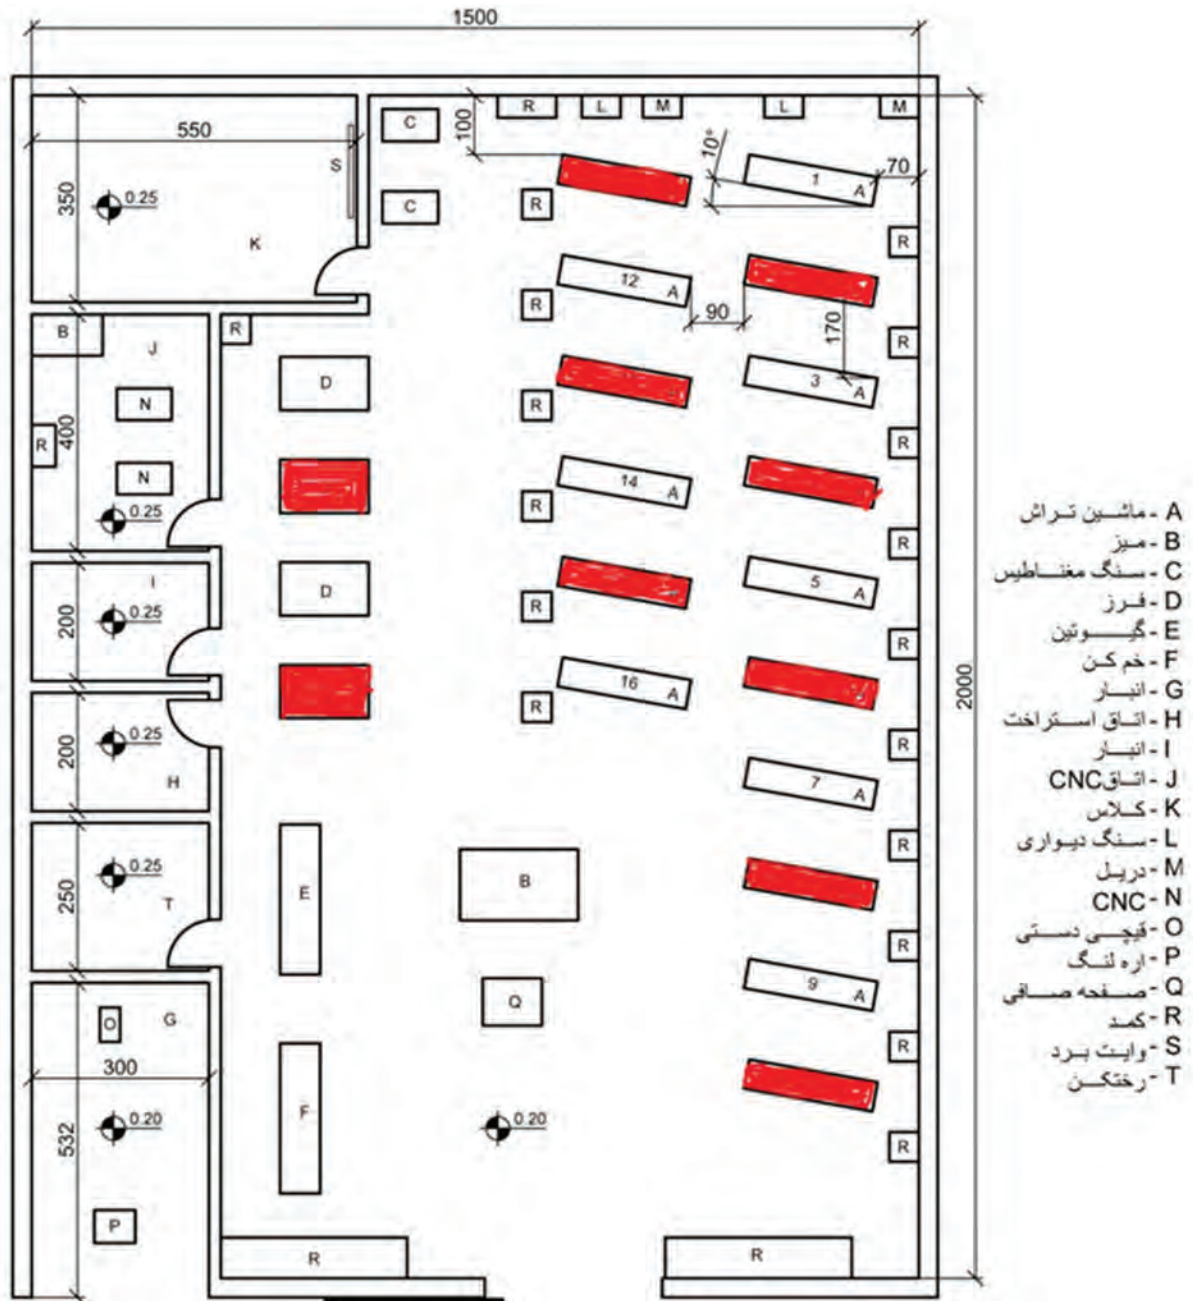 1500
R L M L M
550
C
100
10°
1 A
70
S
350
0.25
C
R
K
R
12 A
90
170
R
B
R
J
R
D
3 A
N
R
400
R
R
N
14 A
0.25
R
I
5 A
R
D
200
0.25
R
R
16 A
2000
R
200
0.25
H
7 A
R
0.25
250
T
E
B
R
9 A
Q
O
G
R
300
F
0.20
0.20
532
R
P
R
R
A - ماشین تراش
B - میز
C - سنگ مغناطیس
D - فرز
E - گیوتین
F - خم کن
G - انبار
H - اتاق استراحت
I - انبار
J - اتاق CNC
K - کلاس
L - سنگ دیواری
M - دریل
N - CNC
O - قیچی دستی
P - اره لنگ
Q - صفحه صافی
R - کمد
S - وایت برد
T - رختکن